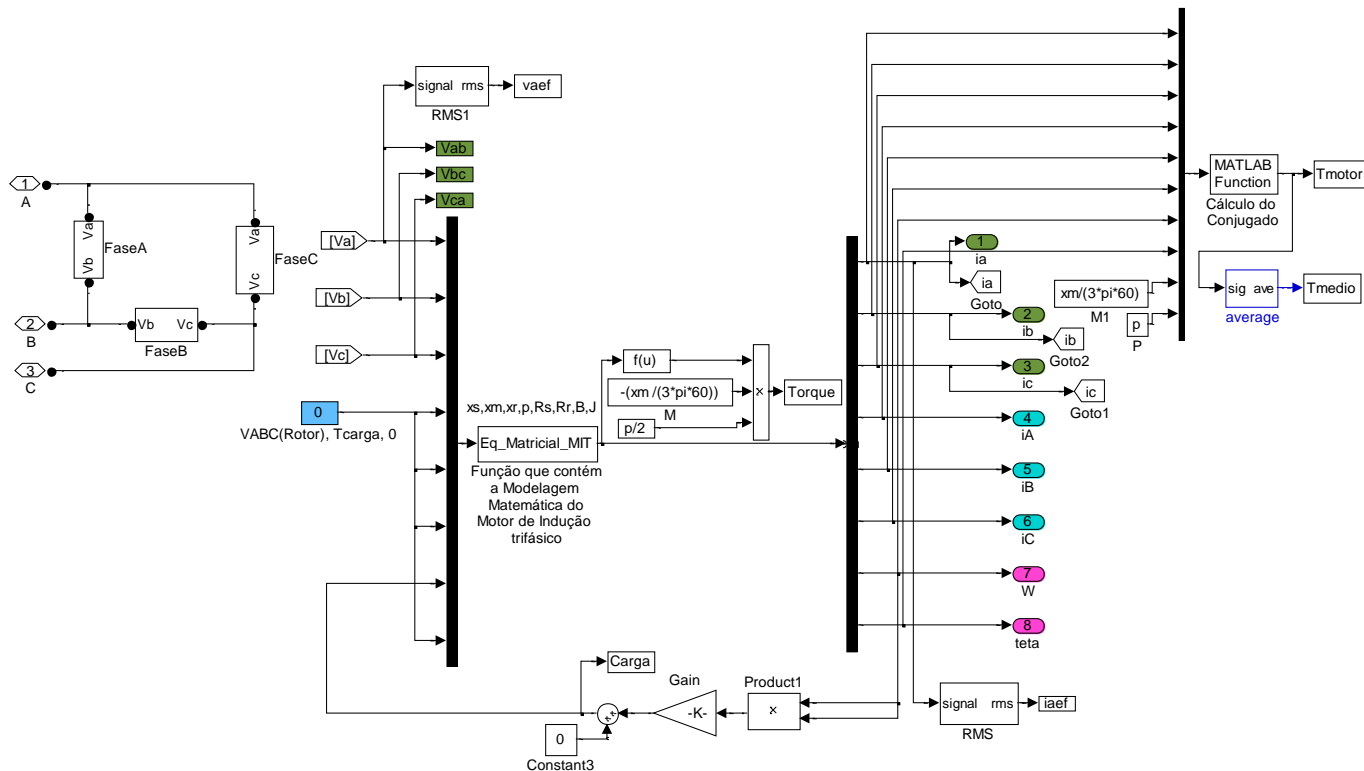 signal rms
RMS1
vaef
Vab
Vbc
Vca
1
A
Va
Vb
FaseA
Va
Vc
FaseC
2
B
Vb Vc
FaseB
3
C
[Va]
[Vb]
[Vc]
0
VABC(Rotor), Tcarga, 0
xs,xm,xr,p,Rs,Rr,B,J
Eq_Matricial_MIT
Função que contém
a Modelagem
Matemática do
Motor de Indução
trifásico
f(u)
-(xm /(3*pi*60))
M
p/2
x
Torque
1
ia
ia
Goto
2
ib
ib
Goto2
3
ic
ic
Goto1
4
iA
5
iB
6
iC
7
W
8
teta
xm/(3*pi*60)
M1
p
P
MATLAB
Function
Cálculo do
Conjugado
Tmotor
sig ave
average
Tmedio
Carga
Gain
-K-
Product1
x
0
Constant3
signal rms
RMS
iaef